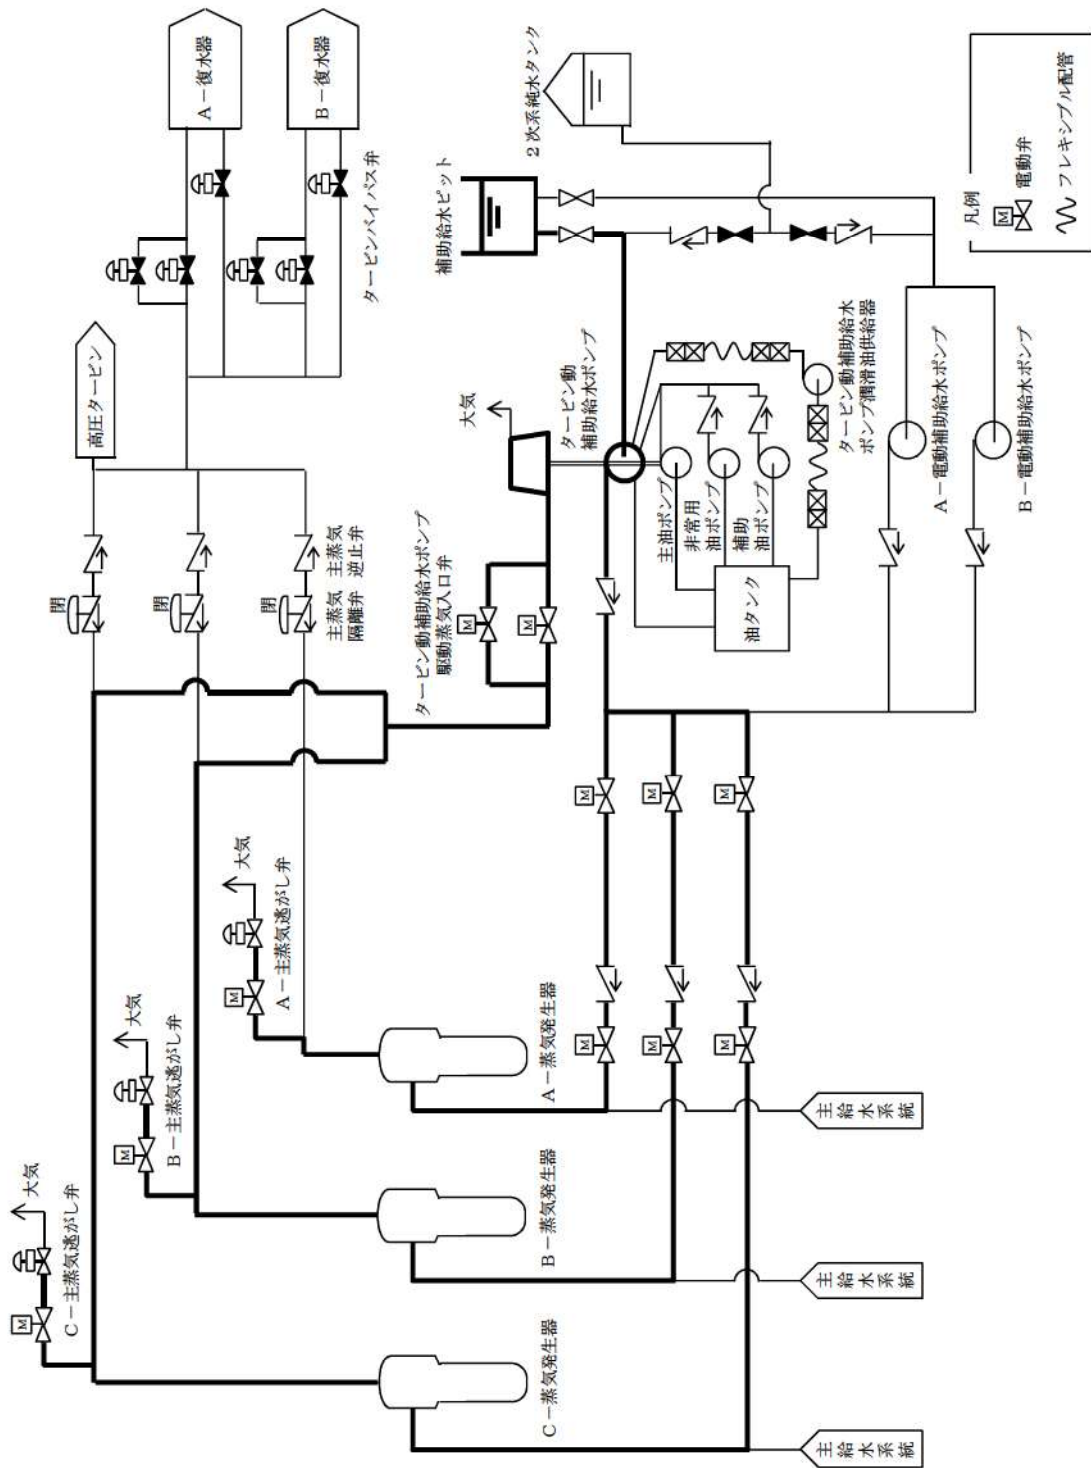 A－復水器
B－復水器
タービンバイパス弁
2次系純水タンク
補助給水ピット
凡例
M
電動弁
フレキシブル配管
高圧タービン
大気
タービン動
補助給水ポンプ
タービン動補助給水
ポンプ潤滑油供給器
A－電動補助給水ポンプ
B－電動補助給水ポンプ
主油ポンプ
非常用
油ポンプ
補助
油ポンプ
油タンク
閉
閉
閉
主蒸気
隔離弁
主蒸気
逆止弁
タービン動補助給水ポンプ
駆動蒸気入口弁
M
M
大気
M
A－主蒸気逃がし弁
大気
M
B－主蒸気逃がし弁
大気
M
C－主蒸気逃がし弁
M
M
M
M
M
M
A－蒸気発生器
B－蒸気発生器
C－蒸気発生器
主給水系統
主給水系統
主給水系統